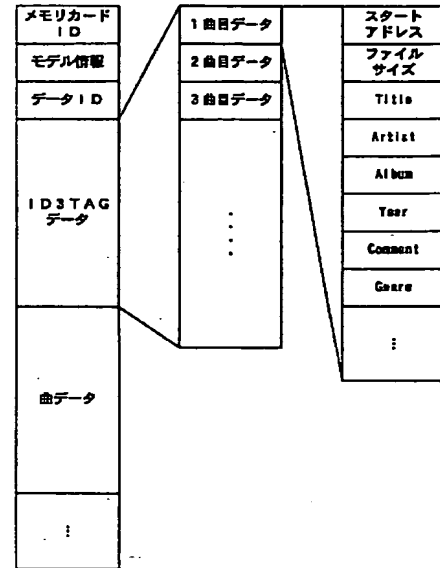 メモリカード
ＩＤ
モデル情報
データＩＤ
ＩＤ３ＴＡＧ
データ
曲データ
⋮
１曲目データ
２曲目データ
３曲目データ
⋮
スタート
アドレス
ファイル
サイズ
Title
Artist
Album
Year
Comment
Genre
⋮